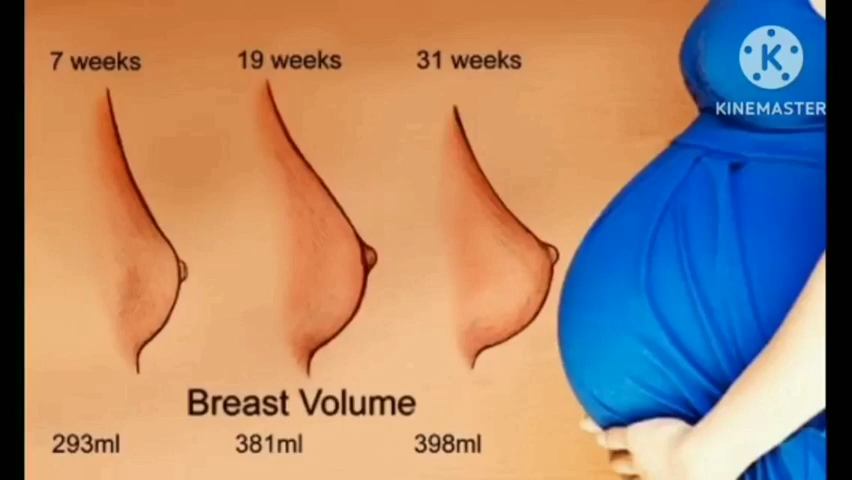 7 weeks 19 weeks 31 weeks
K
KINEMASTER
Breast Volume
293ml 381ml 398ml